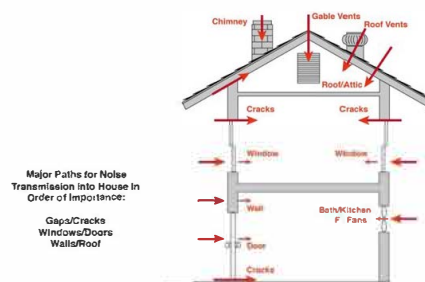 Chimney
Gable Vents
Roof Vents
Roof/Attic
Cracks
Cracks
Window
Window
Major Paths for Noise
Transmission into House in
Order of Importance:
Gaps/Cracks
Windows/Doors
Walls/Roof
Wall
Bath/Kitchen
Fans
Door
Cracks